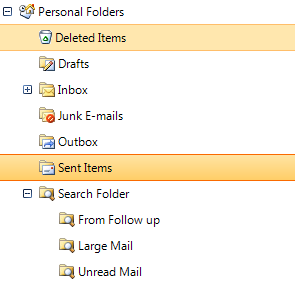 Personal Folders
Deleted Items
Drafts
Inbox
Junk E-mails
Outbox
Sent Items
Search Folder
From Follow up
Large Mail
Unread Mail